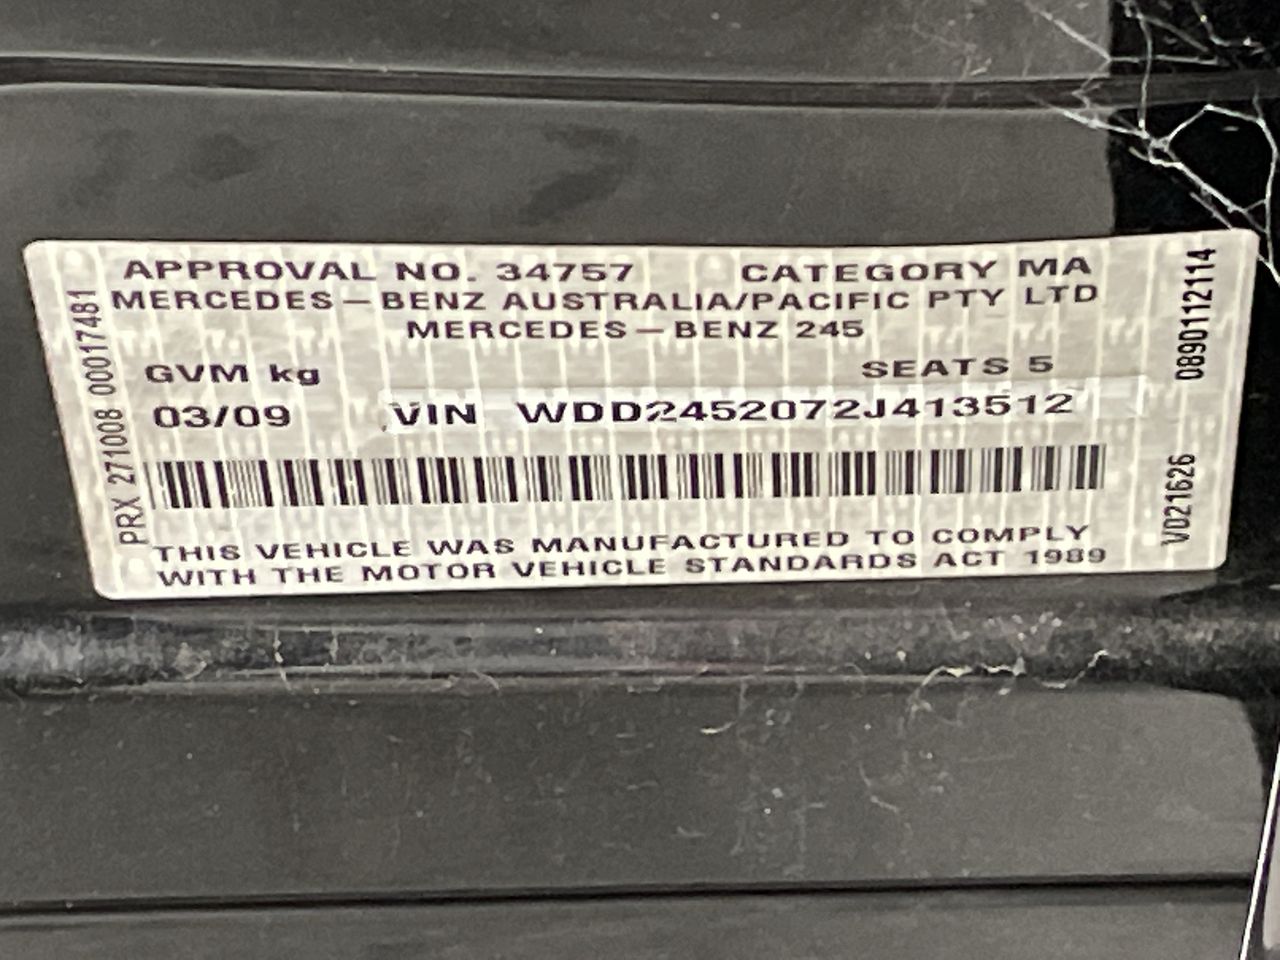 APPROVAL NO. 34757 CATEGORY MA
MERCEDES-BENZ AUSTRALIA/PACIFIC PTY LTD
MERCEDES-BENZ 245
GVM kg SEATS 5
03/09 VIN WDD2452072J413512
THIS VEHICLE WAS MANUFACTURED TO COMPLY
WITH THE MOTOR VEHICLE STANDARDS ACT 1989
PRX 271008 00017481
0890112114
V021626